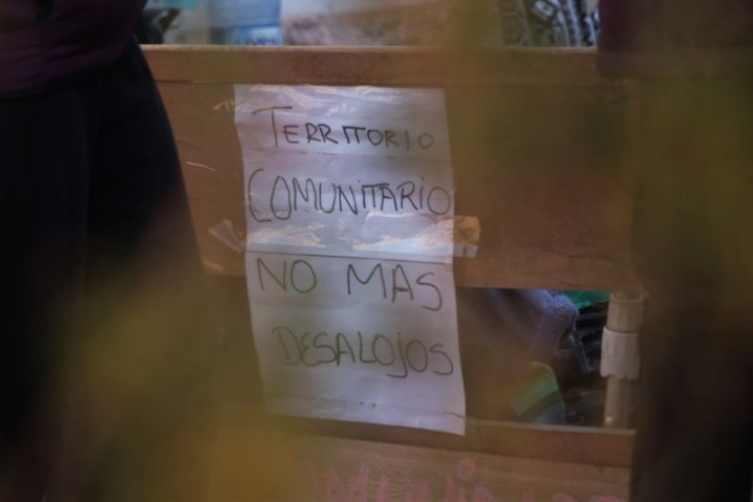 TERRITORIO
COMUNITARIO
NO MAS
DESALOJOS